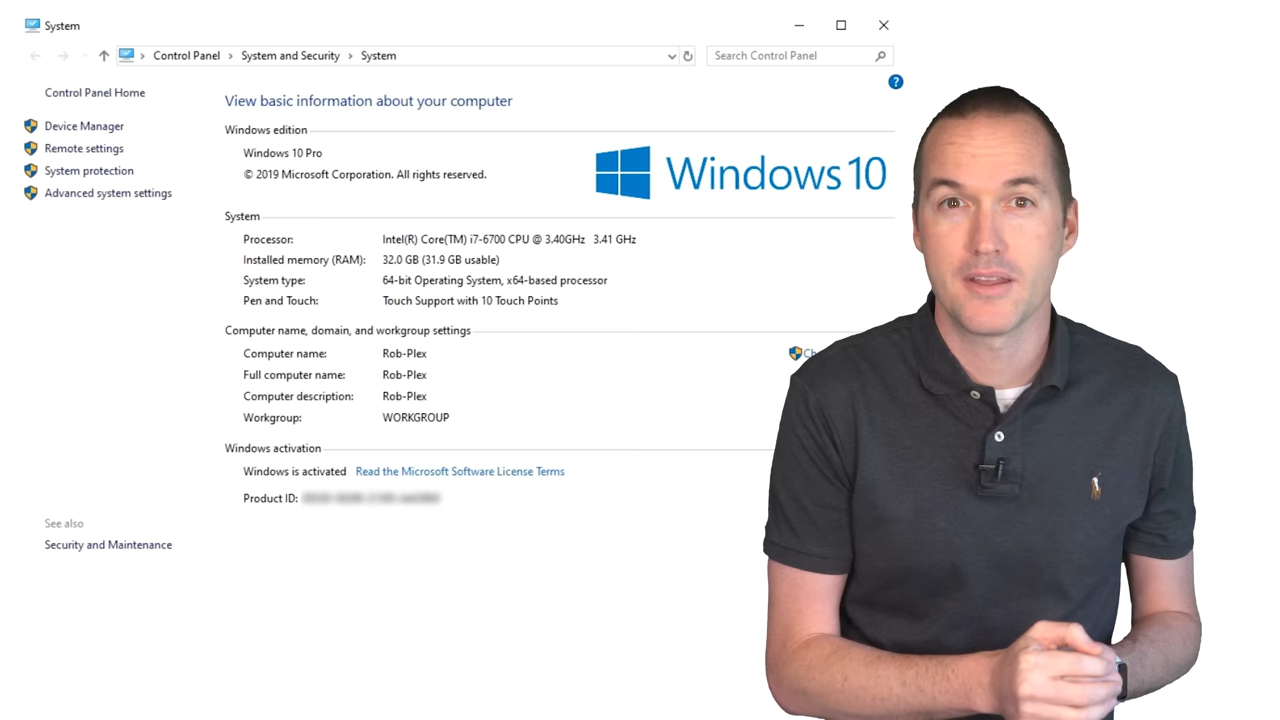 System
Control Panel > System and Security > System
Search Control Panel
Control Panel Home
Device Manager
Remote settings
System protection
Advanced system settings
See also
Security and Maintenance
View basic information about your computer
Windows edition
Windows 10 Pro
© 2019 Microsoft Corporation. All rights reserved.
Windows 10
System
Processor: Intel(R) Core(TM) i7-6700 CPU @ 3.40GHz 3.41 GHz
Installed memory (RAM): 32.0 GB (31.9 GB usable)
System type: 64-bit Operating System, x64-based processor
Pen and Touch: Touch Support with 10 Touch Points
Computer name, domain, and workgroup settings
Computer name: Rob-Plex
Full computer name: Rob-Plex
Computer description: Rob-Plex
Workgroup: WORKGROUP
Windows activation
Windows is activated Read the Microsoft Software License Terms
Product ID: